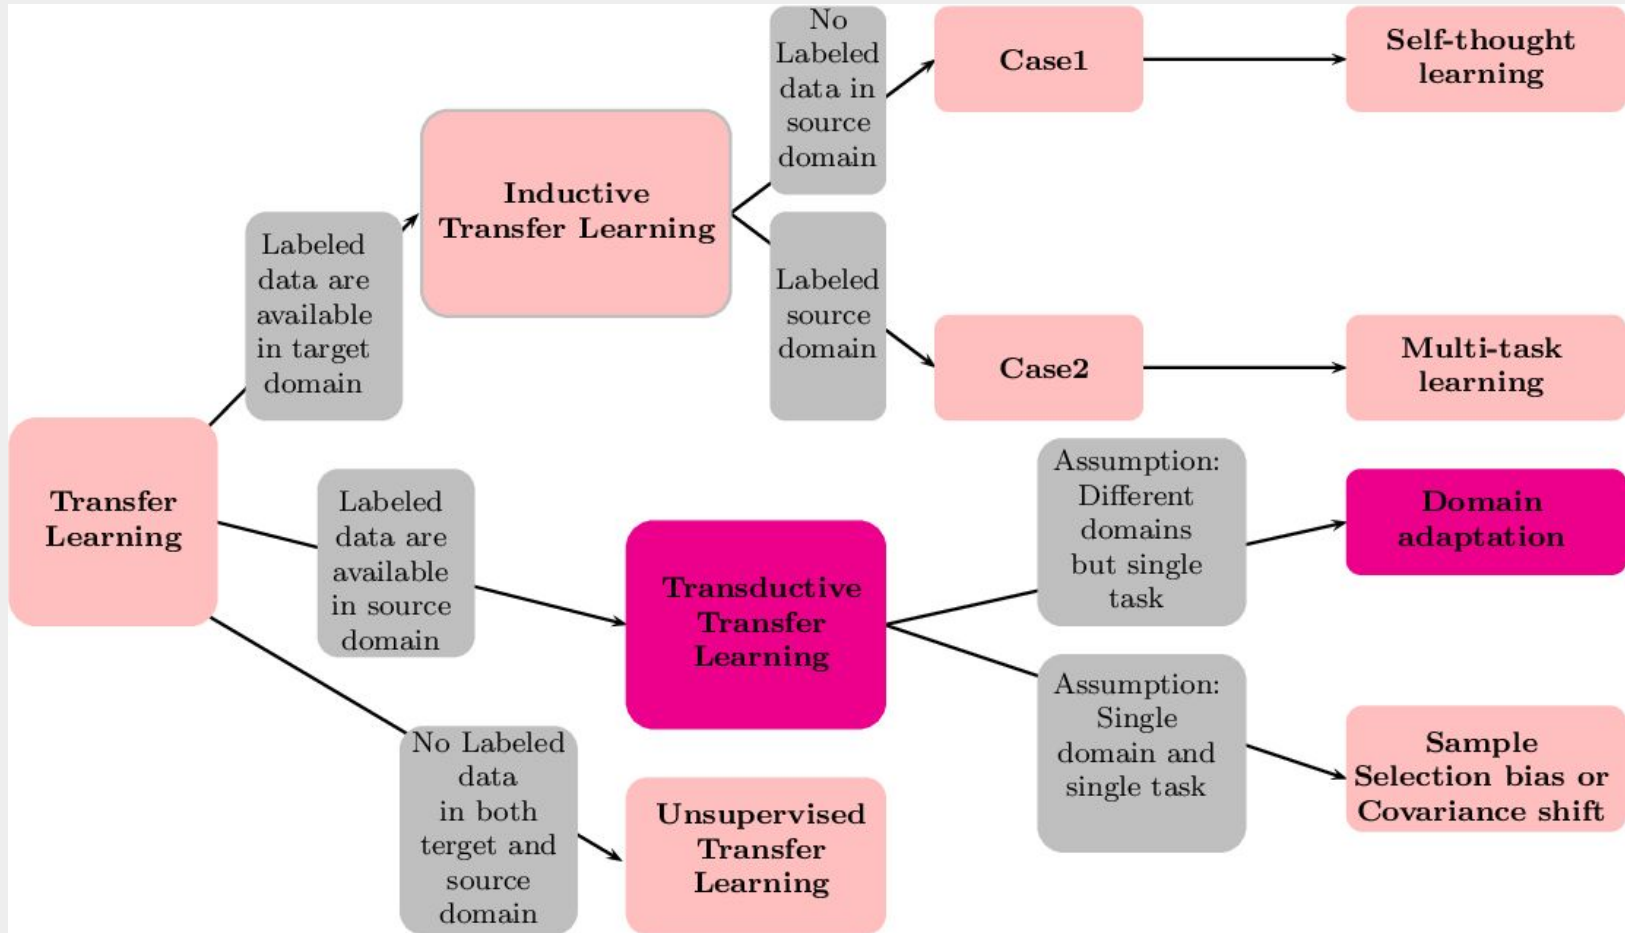 No
Labeled
data in
source
domain
Case1
Self-thought
learning
Inductive
Transfer Learning
Labeled
data are
available
in target
domain
Labeled
source
domain
Case2
Multi-task
learning
Transfer
Learning
Labeled
data are
available
in source
domain
Transductive
Transfer
Learning
Assumption:
Different
domains
but single
task
Domain
adaptation
Assumption:
Single
domain and
single task
Sample
Selection bias or
Covariance shift
No Labeled
data
in both
terget and
source
domain
Unsupervised
Transfer
Learning